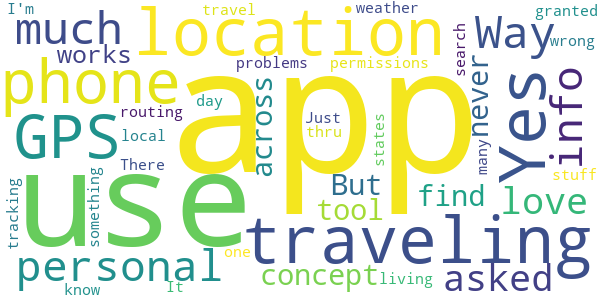 I'm
travel
weather
granted
much
location
Way
wrong
works
problems
permissions
search
phone
app
never
Yes
info
GPS
routing
day
across
Just
thru
states
many
local
There
use
But
find
stuff
tool
love
tracking
something
traveling
personal
one
concept
living
asked
know
It